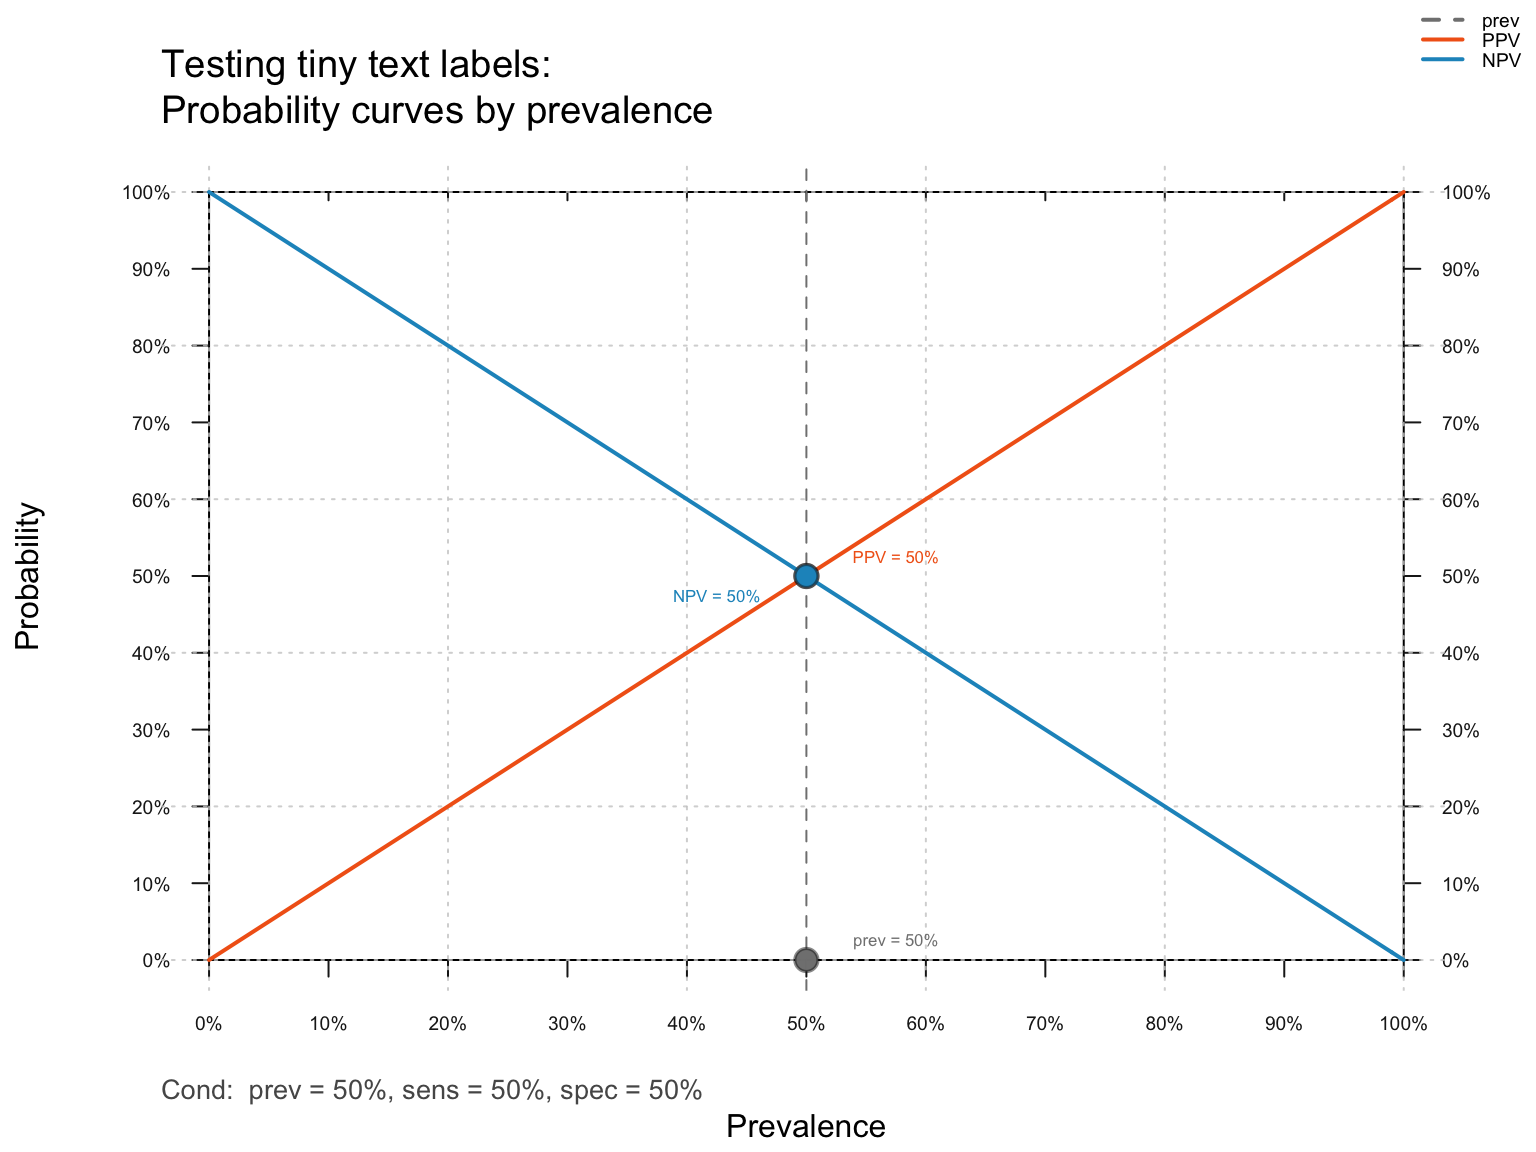 prev
PPV
NPV
Testing tiny text labels:
Probability curves by prevalence
100% 100%
90% 90%
80% 80%
70% 70%
60% 60%
PPV = 50%
50% 50%
NPV = 50%
40% 40%
30% 30%
20% 20%
10% 10%
prev = 50%
0% 0%
Probability
0% 10% 20% 30% 40% 50% 60% 70% 80% 90% 100%
Cond:  prev = 50%, sens = 50%, spec = 50%
Prevalence